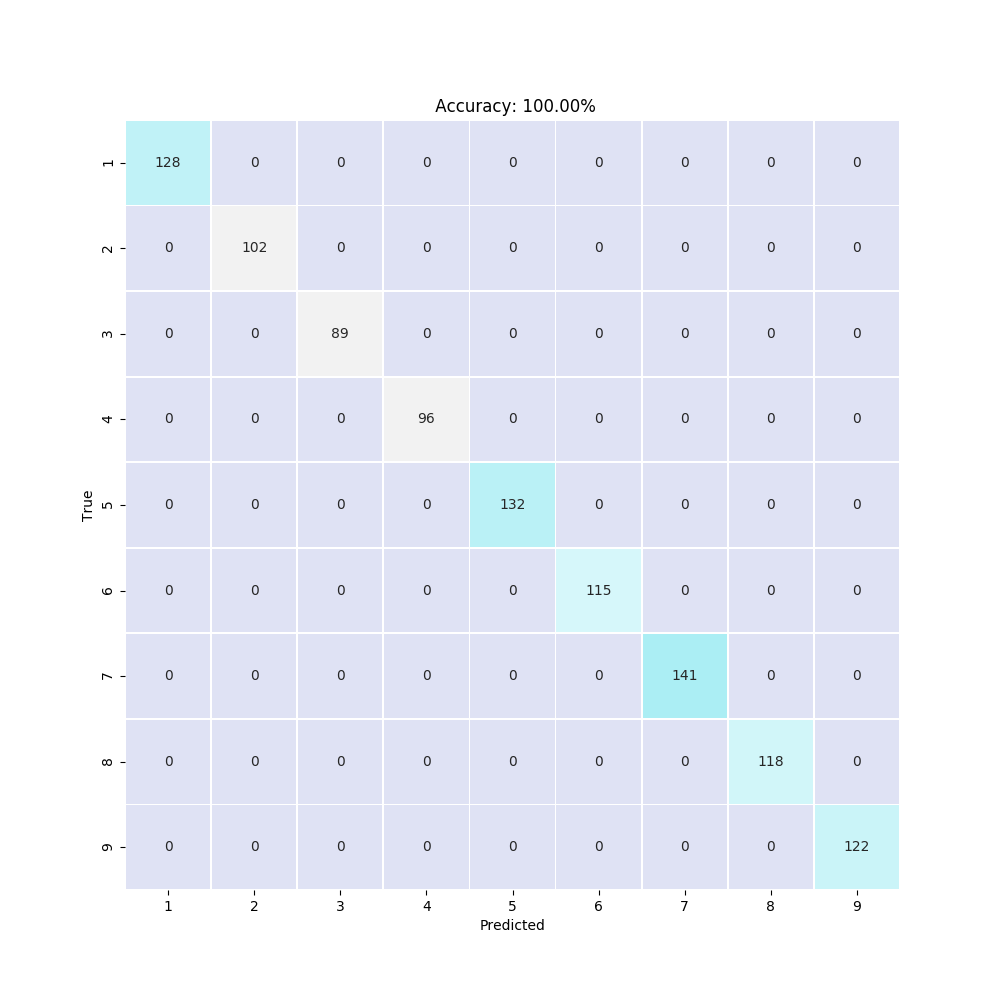 Accuracy: 100.00%
1 128 0 0 0 0 0 0 0 0
2 0 102 0 0 0 0 0 0 0
3 0 0 89 0 0 0 0 0 0
4 0 0 0 96 0 0 0 0 0
True
5 0 0 0 0 132 0 0 0 0
6 0 0 0 0 0 115 0 0 0
7 0 0 0 0 0 0 141 0 0
8 0 0 0 0 0 0 0 118 0
9 0 0 0 0 0 0 0 0 122
1 2 3 4 5 6 7 8 9
Predicted